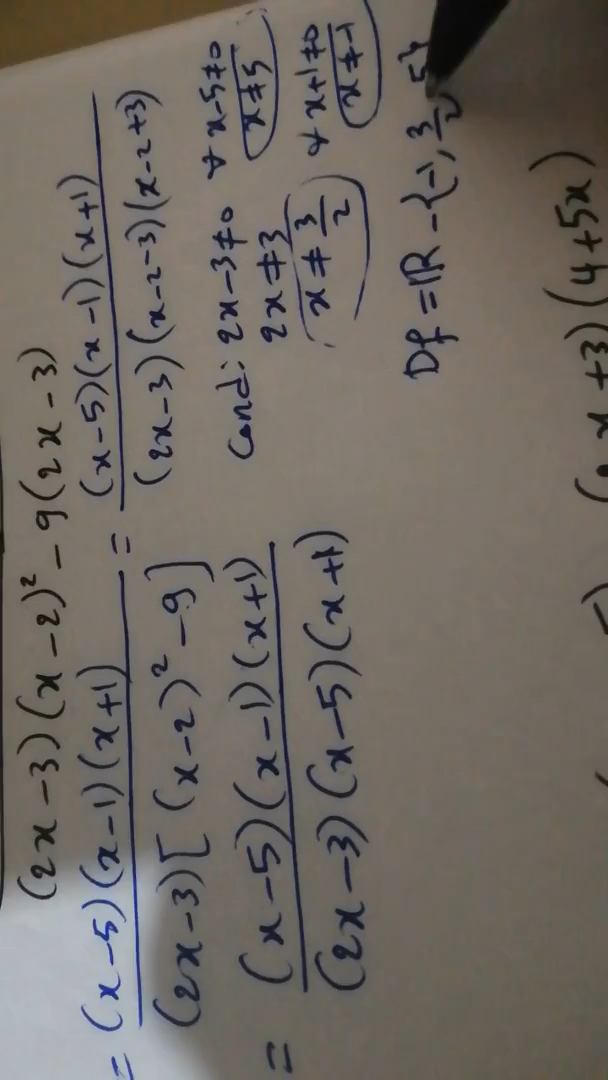 (2x-3)(x-2)² - 9(2x-3)
= (x-5)(x-1)(x+1) / (2x-3)[(x-2)² - 9] = (x-5)(x-1)(x+1) / (2x-3)(x-2-3)(x-2+3)
= (x-5)(x-1)(x+1) / (2x-3)(x-5)(x+1)
Cond: 2x-3≠0 ∀ x-5≠0 ∀ x+1≠0
2x≠3 x≠5 x≠-1
x≠3/2
Df = ℝ - {-1, 3/2, 5}
x+3)(4+5x)